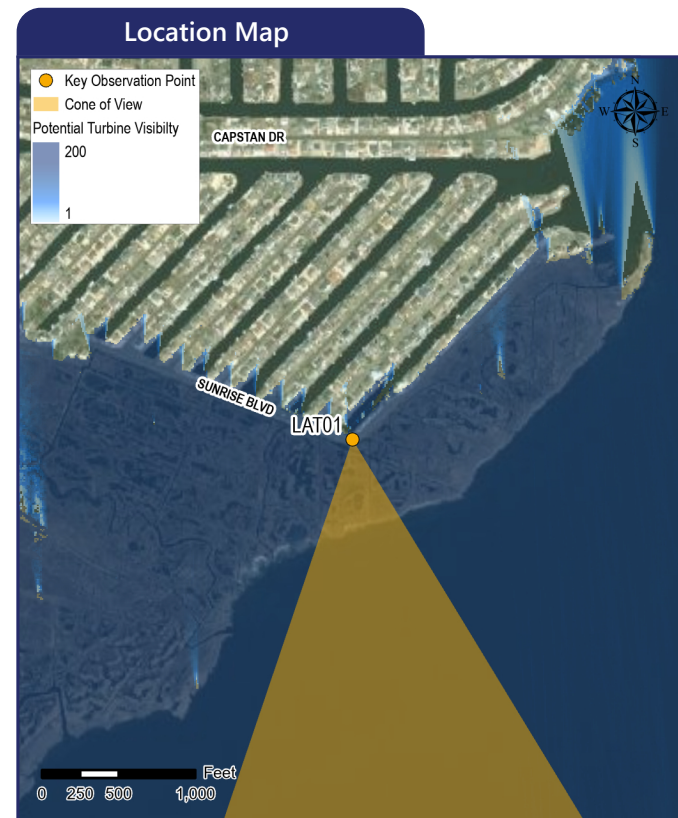 Location Map
Key Observation Point
Cone of View
Potential Turbine Visibilty
200
1
N
W
E
S
CAPSTAN DR
SUNRISE BLVD
LAT01
Feet
0 250 500 1,000